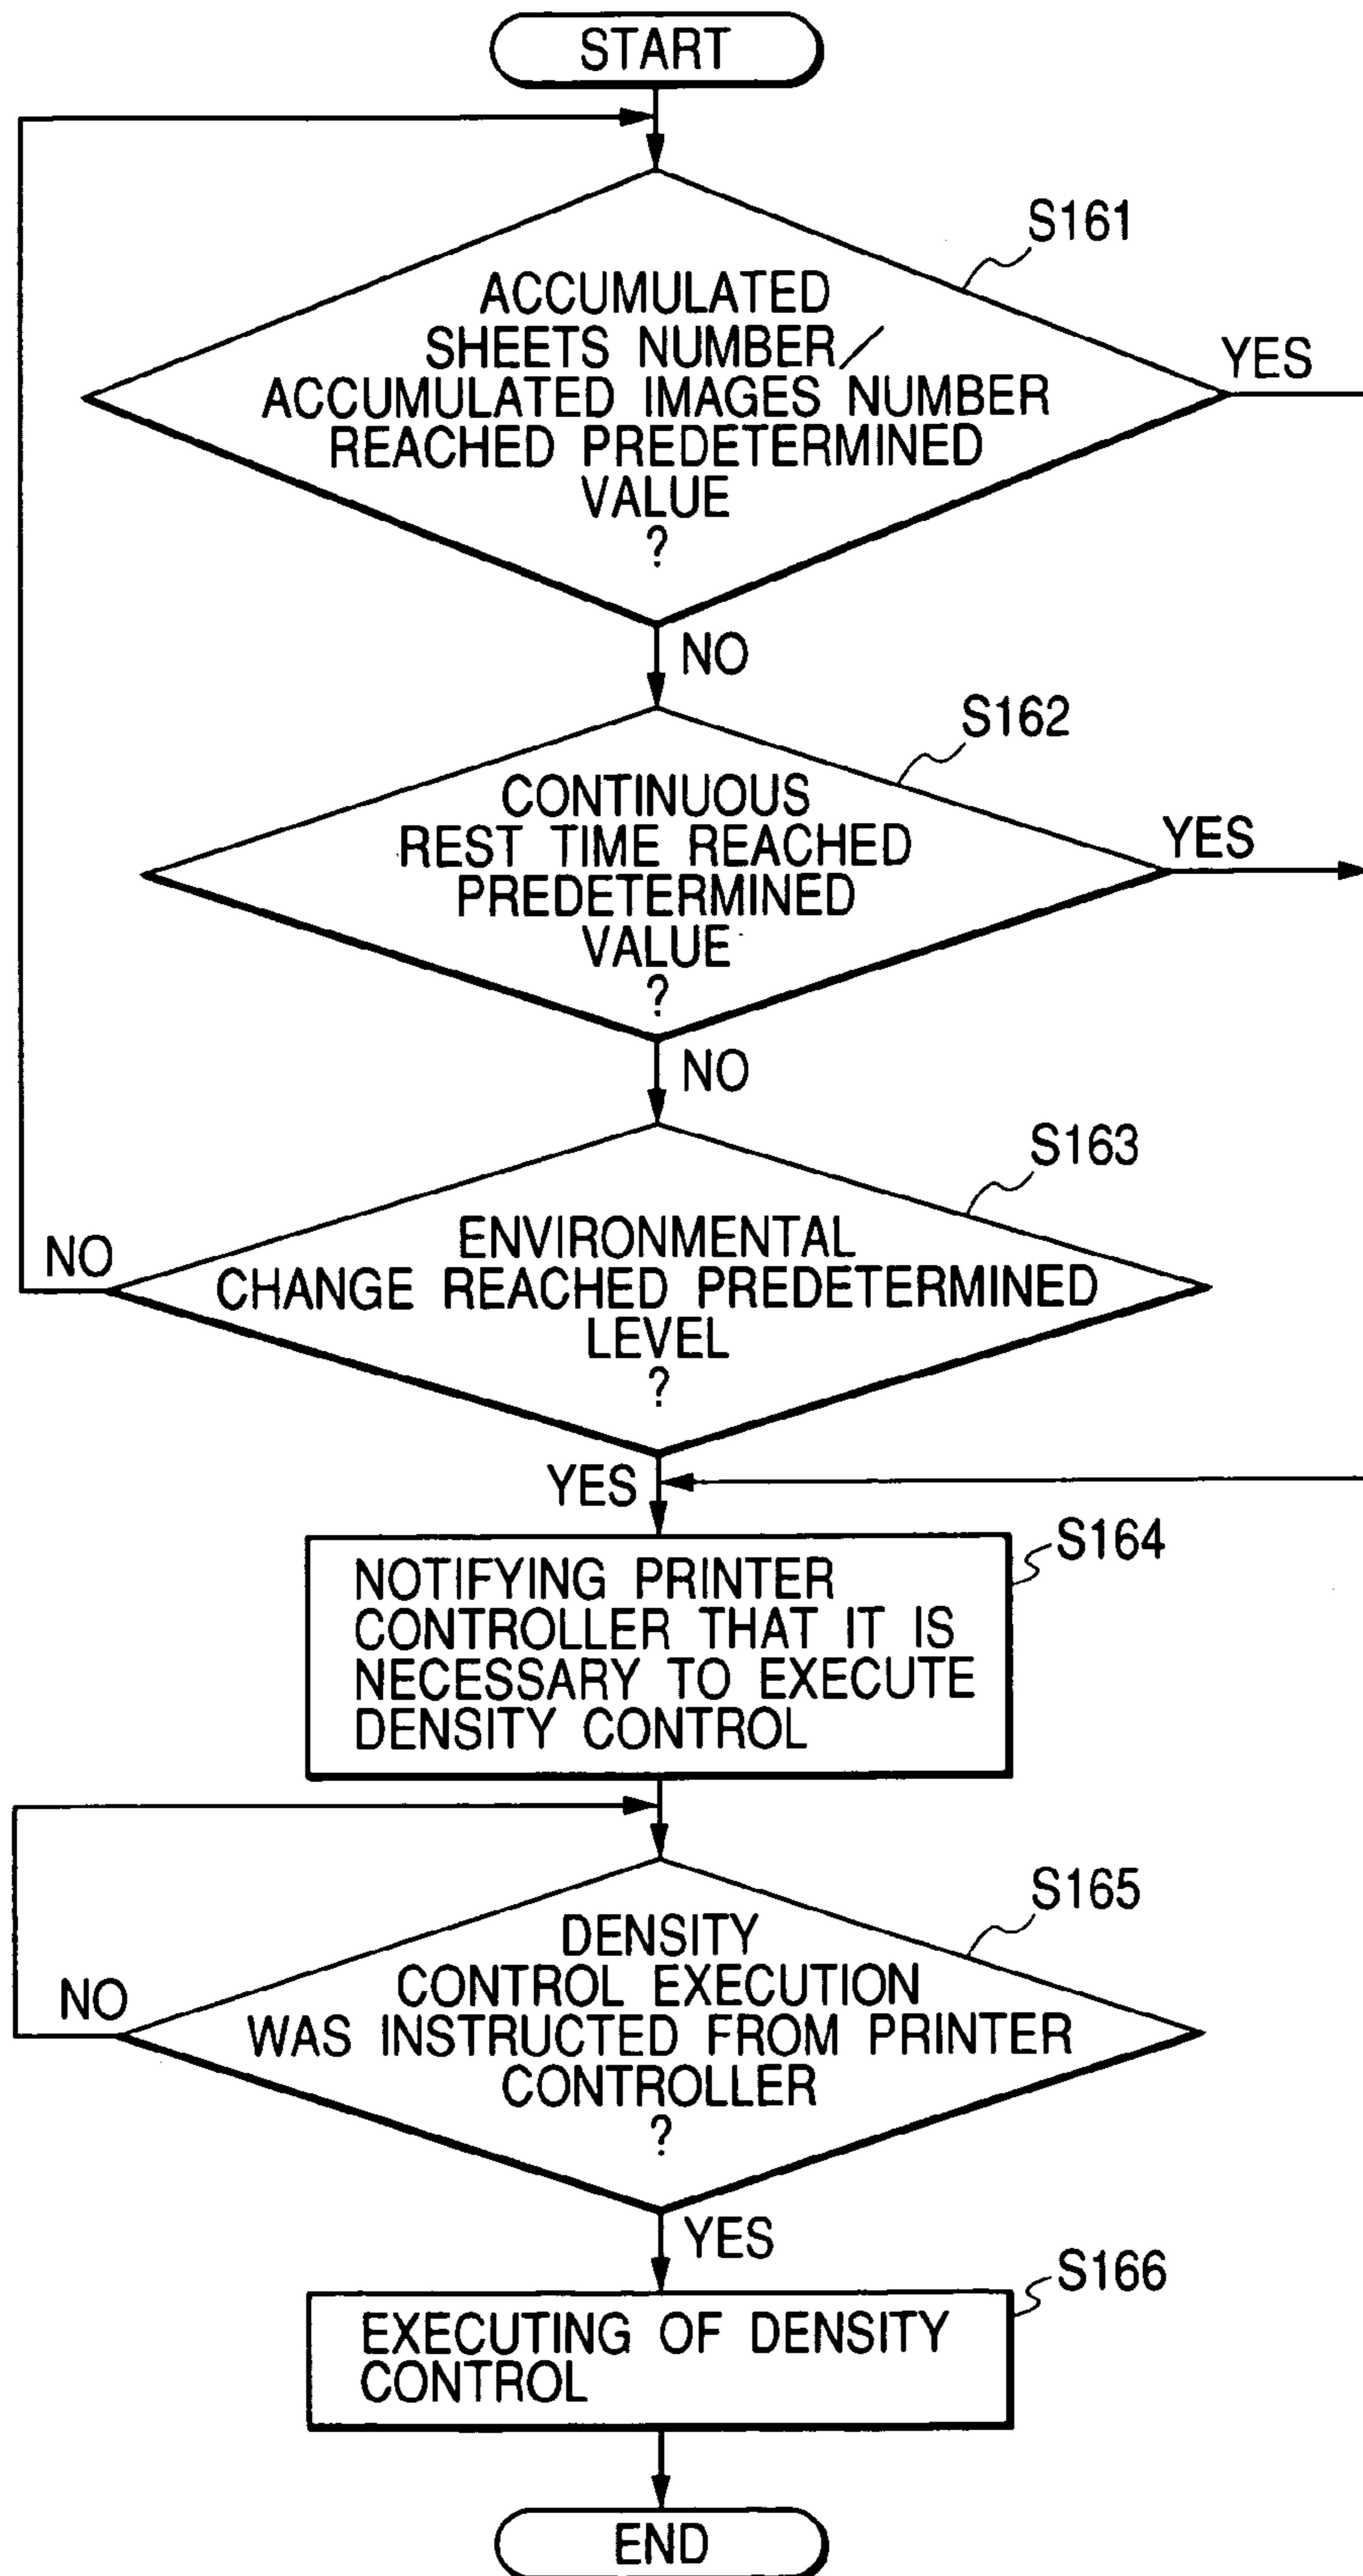 START
S161
ACCUMULATED
SHEETS NUMBER/
ACCUMULATED IMAGES NUMBER
REACHED PREDETERMINED
VALUE
?
YES
NO
S162
CONTINUOUS
REST TIME REACHED
PREDETERMINED
VALUE
?
YES
NO
S163
ENVIRONMENTAL
CHANGE REACHED PREDETERMINED
LEVEL
?
NO
YES
S164
NOTIFYING PRINTER
CONTROLLER THAT IT IS
NECESSARY TO EXECUTE
DENSITY CONTROL
S165
DENSITY
CONTROL EXECUTION
WAS INSTRUCTED FROM PRINTER
CONTROLLER
?
NO
YES
S166
EXECUTING OF DENSITY
CONTROL
END